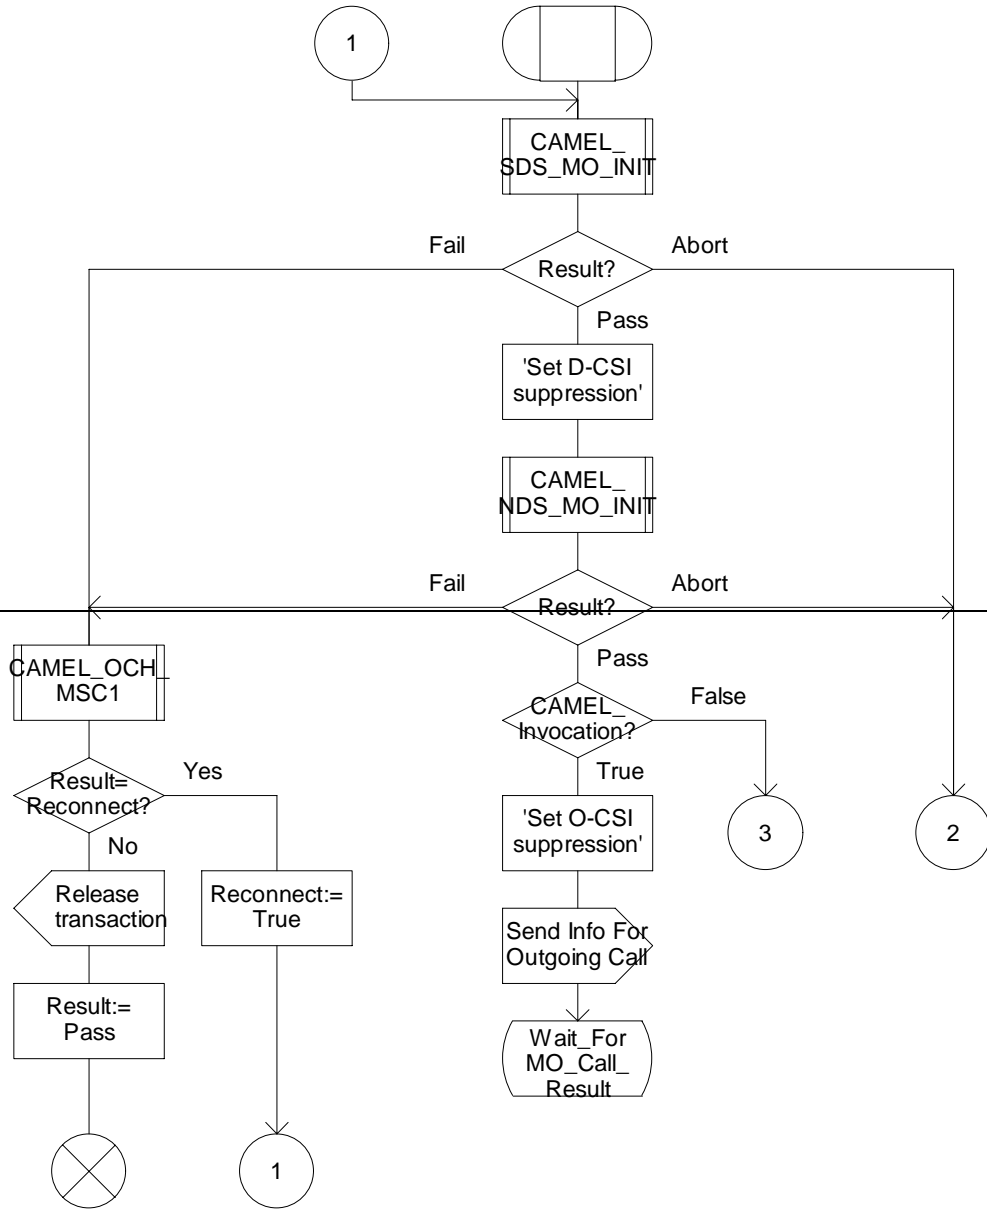 1
CAMEL_
SDS_MO_INIT
Fail
Abort
Result?
Pass
'Set D-CSI
suppression'
CAMEL_
NDS_MO_INIT
Fail
Abort
Result?
Pass
CAMEL_OCH_
MSC1
CAMEL_
Invocation?
False
True
Result=
Reconnect?
Yes
No
'Set O-CSI
suppression'
3
2
Release
transaction
Reconnect:=
True
Send Info For
Outgoing Call
Result:=
Pass
Wait_For
MO_Call_
Result
1